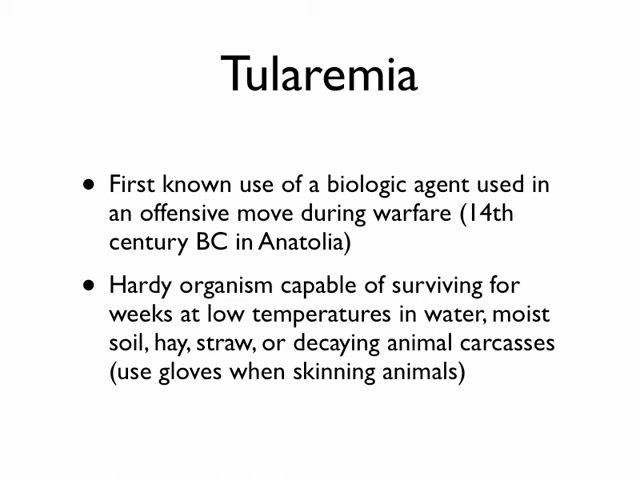 Tularemia
• First known use of a biologic agent used in
an offensive move during warfare (14th
century BC in Anatolia)
• Hardy organism capable of surviving for
weeks at low temperatures in water, moist
soil, hay, straw, or decaying animal carcasses
(use gloves when skinning animals)